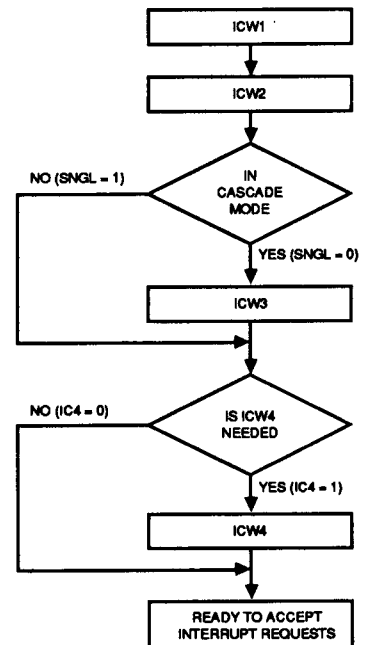 ICW1
ICW2
IN
CASCADE
MODE
NO (SNGL = 1)
YES (SNGL = 0)
ICW3
IS ICW4
NEEDED
NO (IC4 = 0)
YES (IC4 = 1)
ICW4
READY TO ACCEPT
INTERRUPT REQUESTS